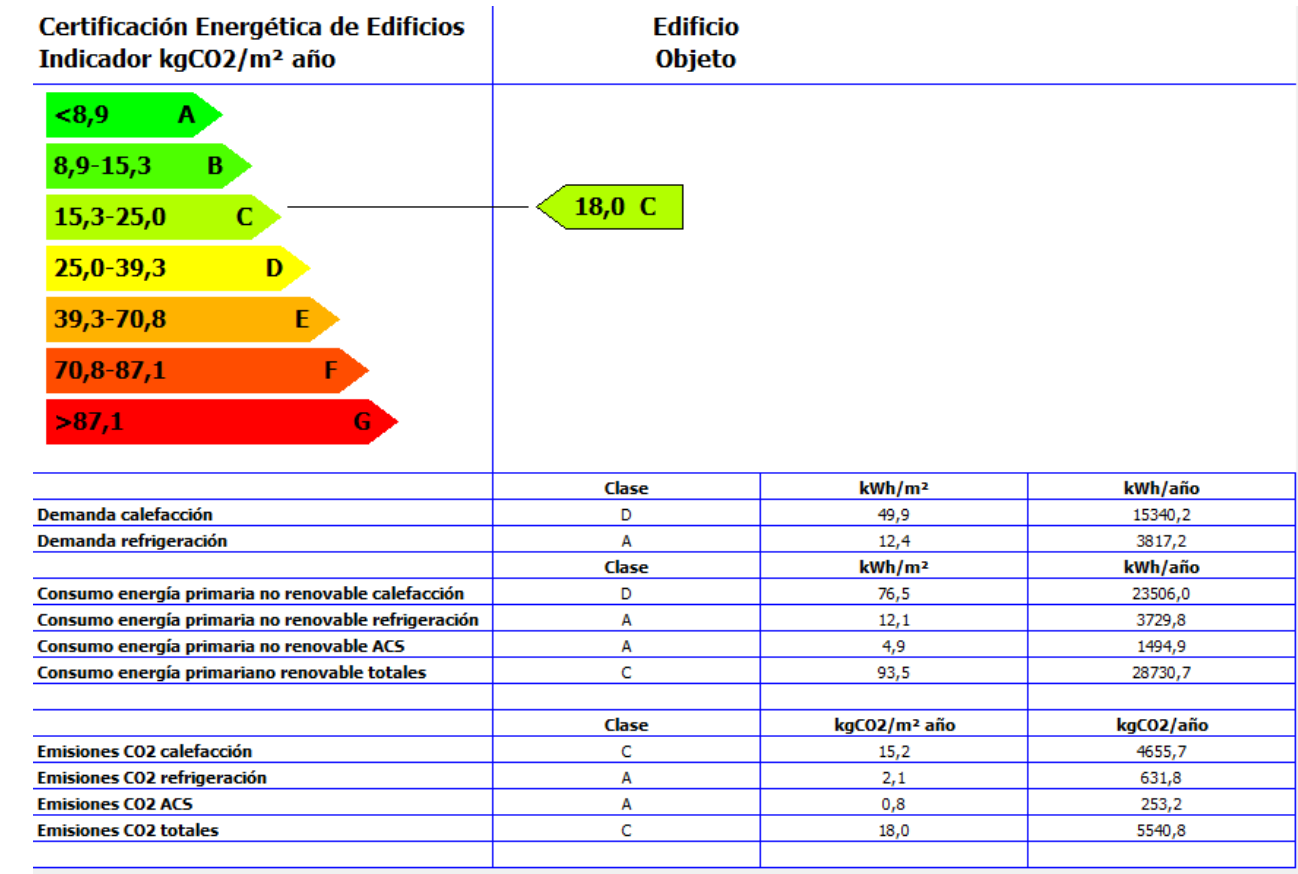 Certificación Energética de Edificios
Indicador kgCO2/m² año
Edificio
Objeto
<8,9 A
8,9-15,3 B
15,3-25,0 C
18,0 C
25,0-39,3 D
39,3-70,8 E
70,8-87,1 F
>87,1 G
Clase kWh/m² kWh/año
Demanda calefacción D 49,9 15340,2
Demanda refrigeración A 12,4 3817,2
Clase kWh/m² kWh/año
Consumo energía primaria no renovable calefacción D 76,5 23506,0
Consumo energía primaria no renovable refrigeración A 12,1 3729,8
Consumo energía primaria no renovable ACS A 4,9 1494,9
Consumo energía primariano renovable totales C 93,5 28730,7
Clase kgCO2/m² año kgCO2/año
Emisiones CO2 calefacción C 15,2 4655,7
Emisiones CO2 refrigeración A 2,1 631,8
Emisiones CO2 ACS A 0,8 253,2
Emisiones CO2 totales C 18,0 5540,8